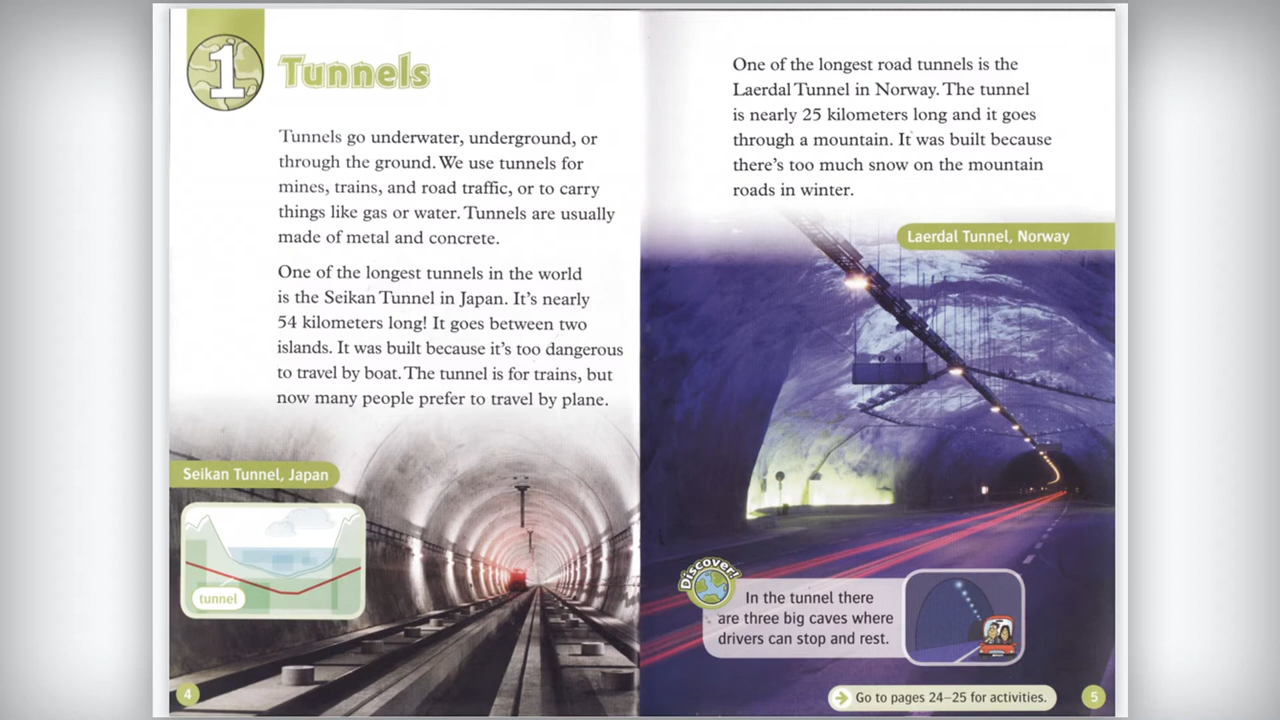 1
Tunnels
Tunnels go underwater, underground, or
through the ground. We use tunnels for
mines, trains, and road traffic, or to carry
things like gas or water. Tunnels are usually
made of metal and concrete.
One of the longest tunnels in the world
is the Seikan Tunnel in Japan. It's nearly
54 kilometers long! It goes between two
islands. It was built because it's too dangerous
to travel by boat. The tunnel is for trains, but
now many people prefer to travel by plane.
Seikan Tunnel, Japan
tunnel
4
One of the longest road tunnels is the
Laerdal Tunnel in Norway. The tunnel
is nearly 25 kilometers long and it goes
through a mountain. It was built because
there's too much snow on the mountain
roads in winter.
Laerdal Tunnel, Norway
Discover!
In the tunnel there
are three big caves where
drivers can stop and rest.
Go to pages 24–25 for activities.
5